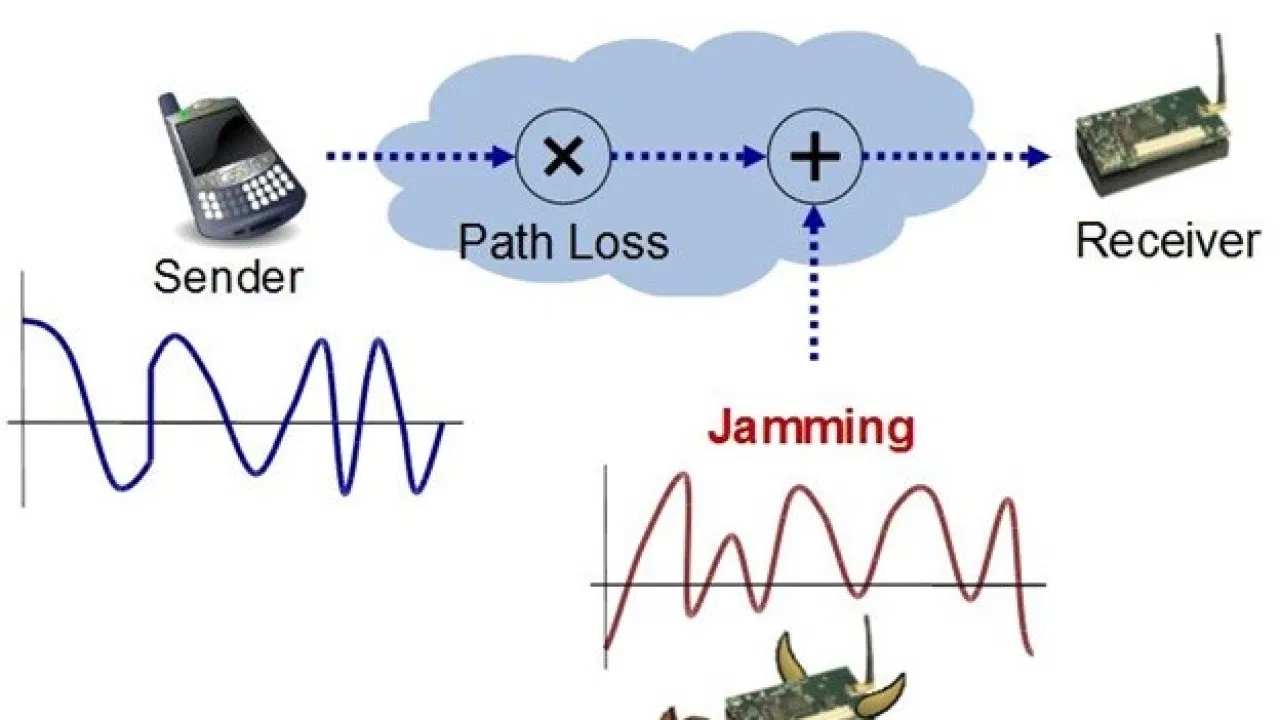 Sender
Path Loss
Receiver
Jamming